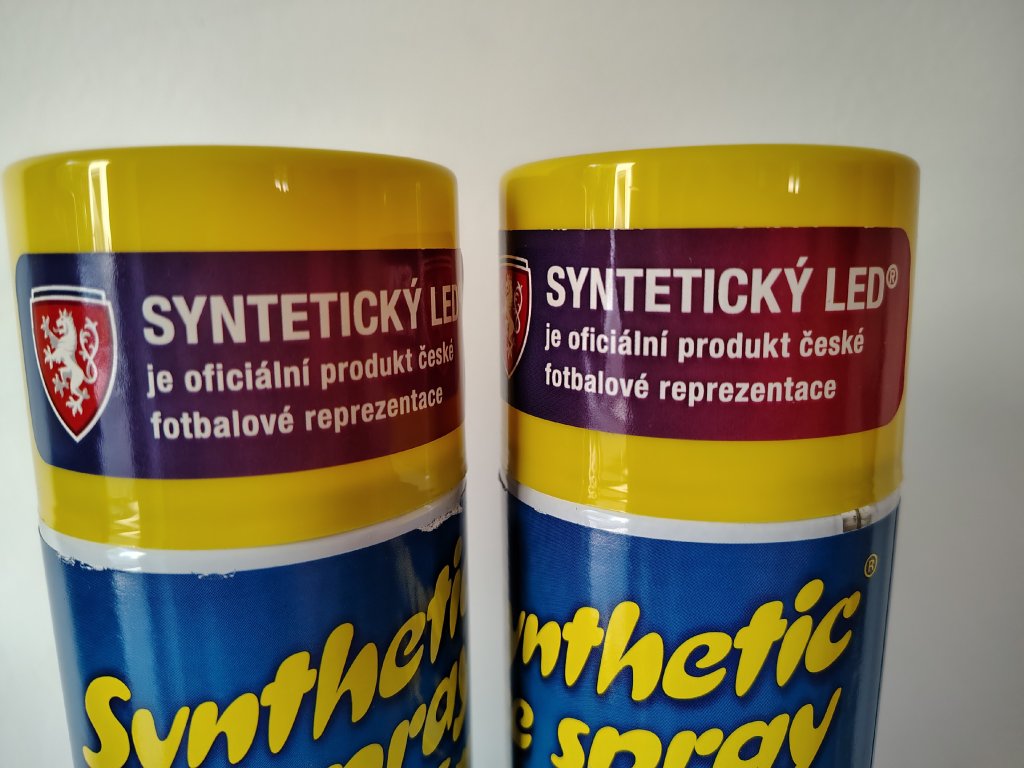 SYNTETICKÝ LED
je oficiální produkt české
fotbalové reprezentace
Synthetic
spray
SYNTETICKÝ LED®
je oficiální produkt české
fotbalové reprezentace
ynthetic®
c spray